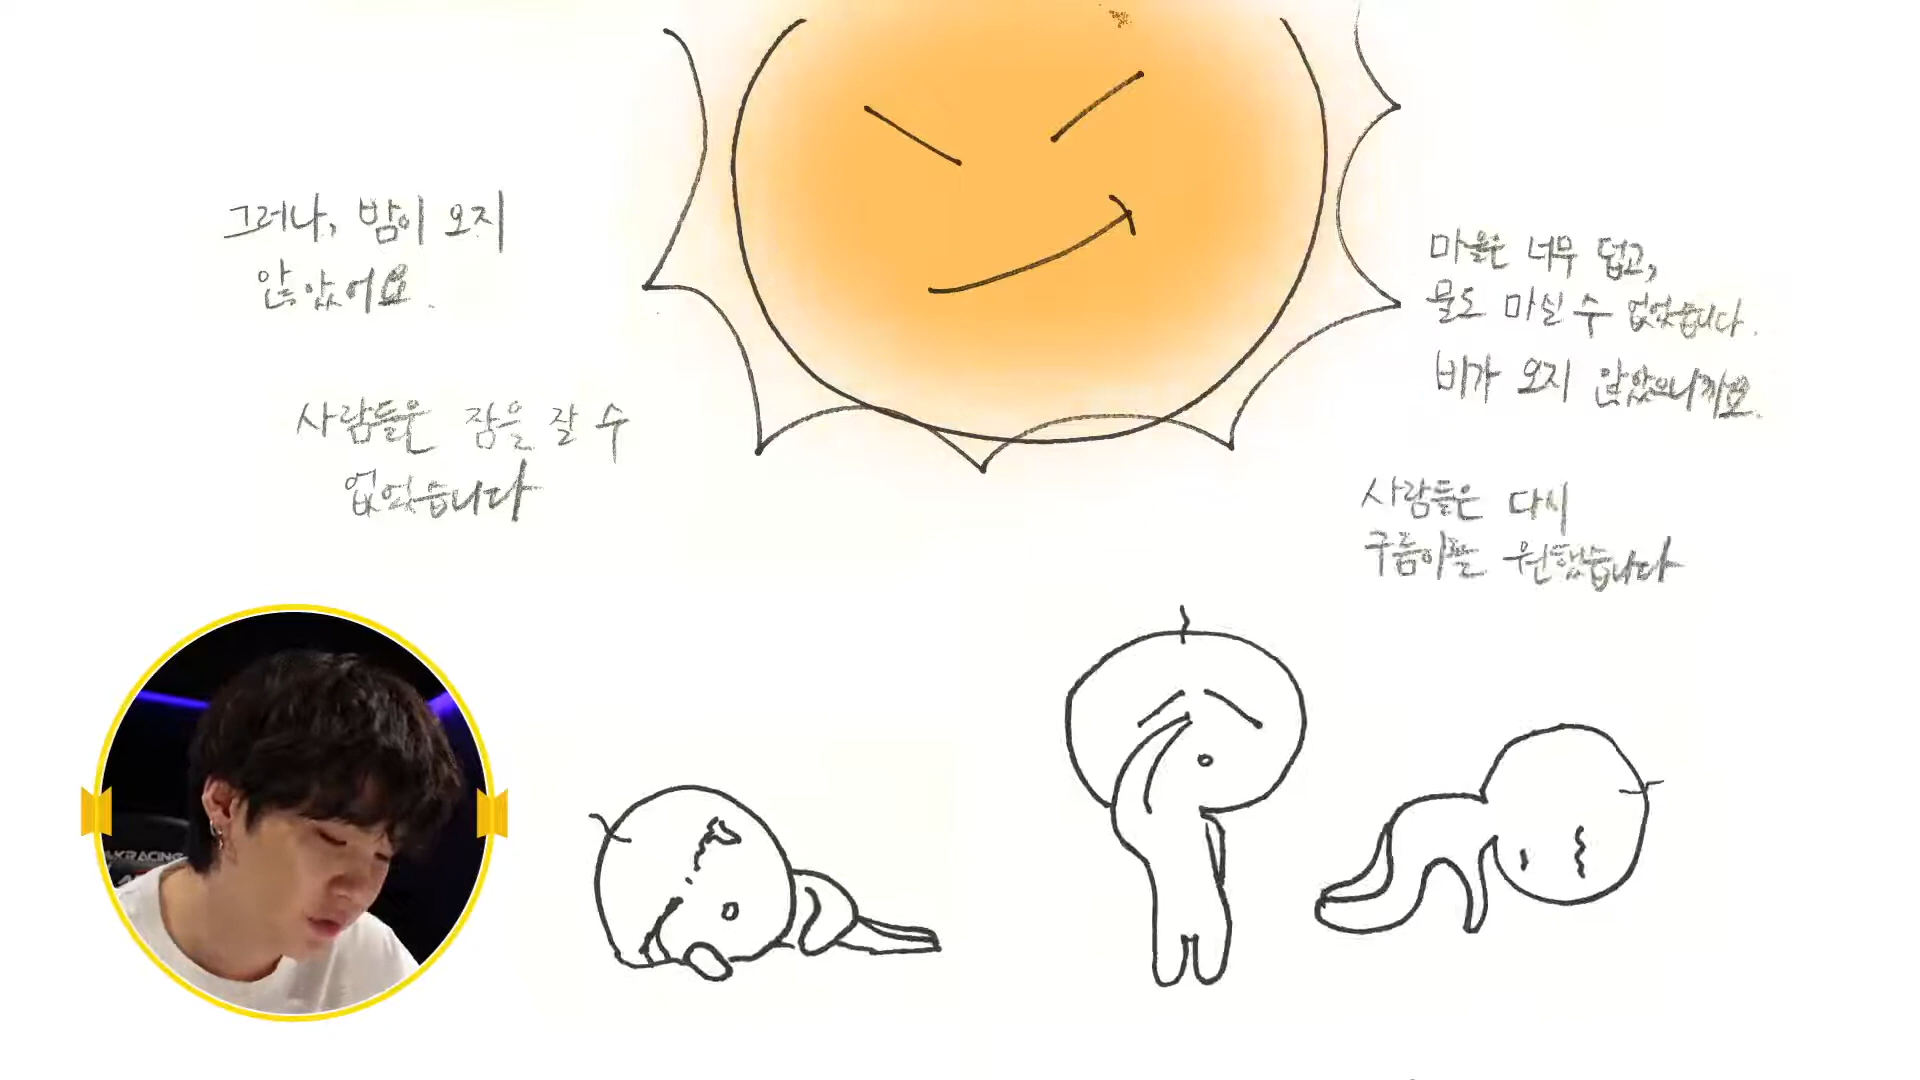 그러나, 밤이 오지
않았어요.
사람들은 잠을 잘 수
없었습니다
마을은 너무 덥고,
물도 마실 수 없었습니다.
비가 오지 않았으니까요.
사람들은 다시
구름이를 원했습니다
AKRACING